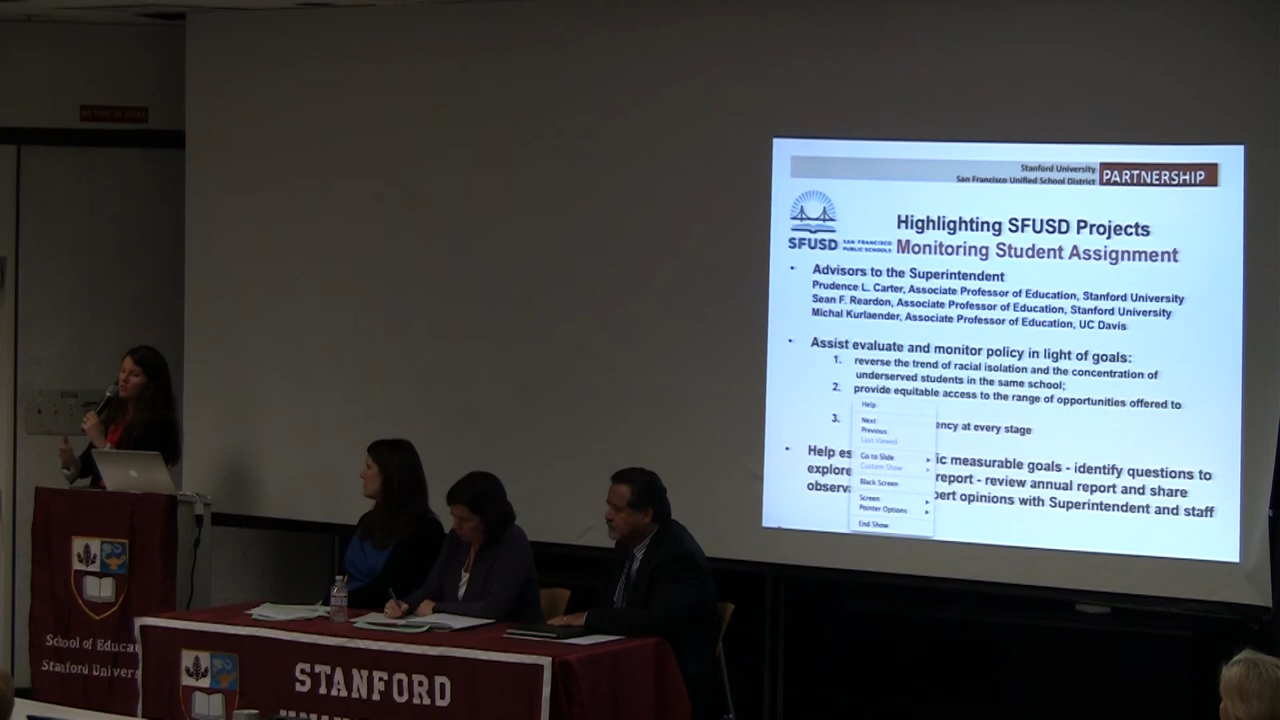 Stanford University
San Francisco Unified School District
PARTNERSHIP
SFUSD
SAN FRANCISCO
PUBLIC SCHOOLS
Highlighting SFUSD Projects
Monitoring Student Assignment
• Advisors to the Superintendent
Prudence L. Carter, Associate Professor of Education, Stanford University
Sean F. Reardon, Associate Professor of Education, Stanford University
Michal Kurlaender, Associate Professor of Education, UC Davis
• Assist evaluate and monitor policy in light of goals:
1. reverse the trend of racial isolation and the concentration of
underserved students in the same school;
2. provide equitable access to the range of opportunities offered to
3. ency at every stage
• Help es ic measurable goals - identify questions to
explore report - review annual report and share
observa pert opinions with Superintendent and staff
Help
Next
Previous
Last Viewed
Go to Slide
Custom Show
Black Screen
Screen
Pointer Options
End Show
School of Educat
Stanford Univers
STANFORD